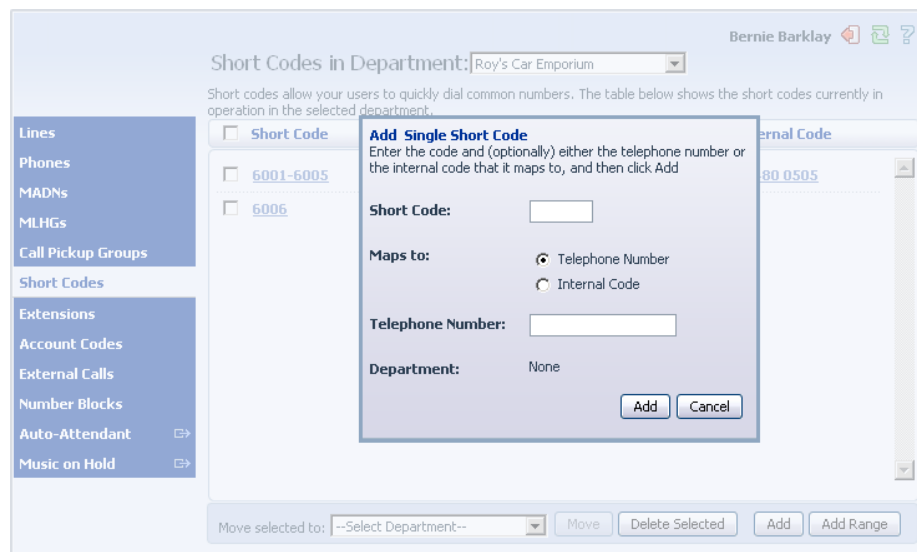 Bernie Barklay
Short Codes in Department: Roy's Car Emporium
Short codes allow your users to quickly dial common numbers. The table below shows the short codes currently in
operation in the selected department.
Lines
Phones
MADNs
MLHGs
Call Pickup Groups
Short Codes
Extensions
Account Codes
External Calls
Number Blocks
Auto-Attendant
Music on Hold
Short Code
ernal Code
6001-6005
80 0505
6006
Add Single Short Code
Enter the code and (optionally) either the telephone number or
the internal code that it maps to, and then click Add
Short Code:
Maps to:
Telephone Number
Internal Code
Telephone Number:
Department: None
Add Cancel
Move selected to: --Select Department-- Move Delete Selected Add Add Range